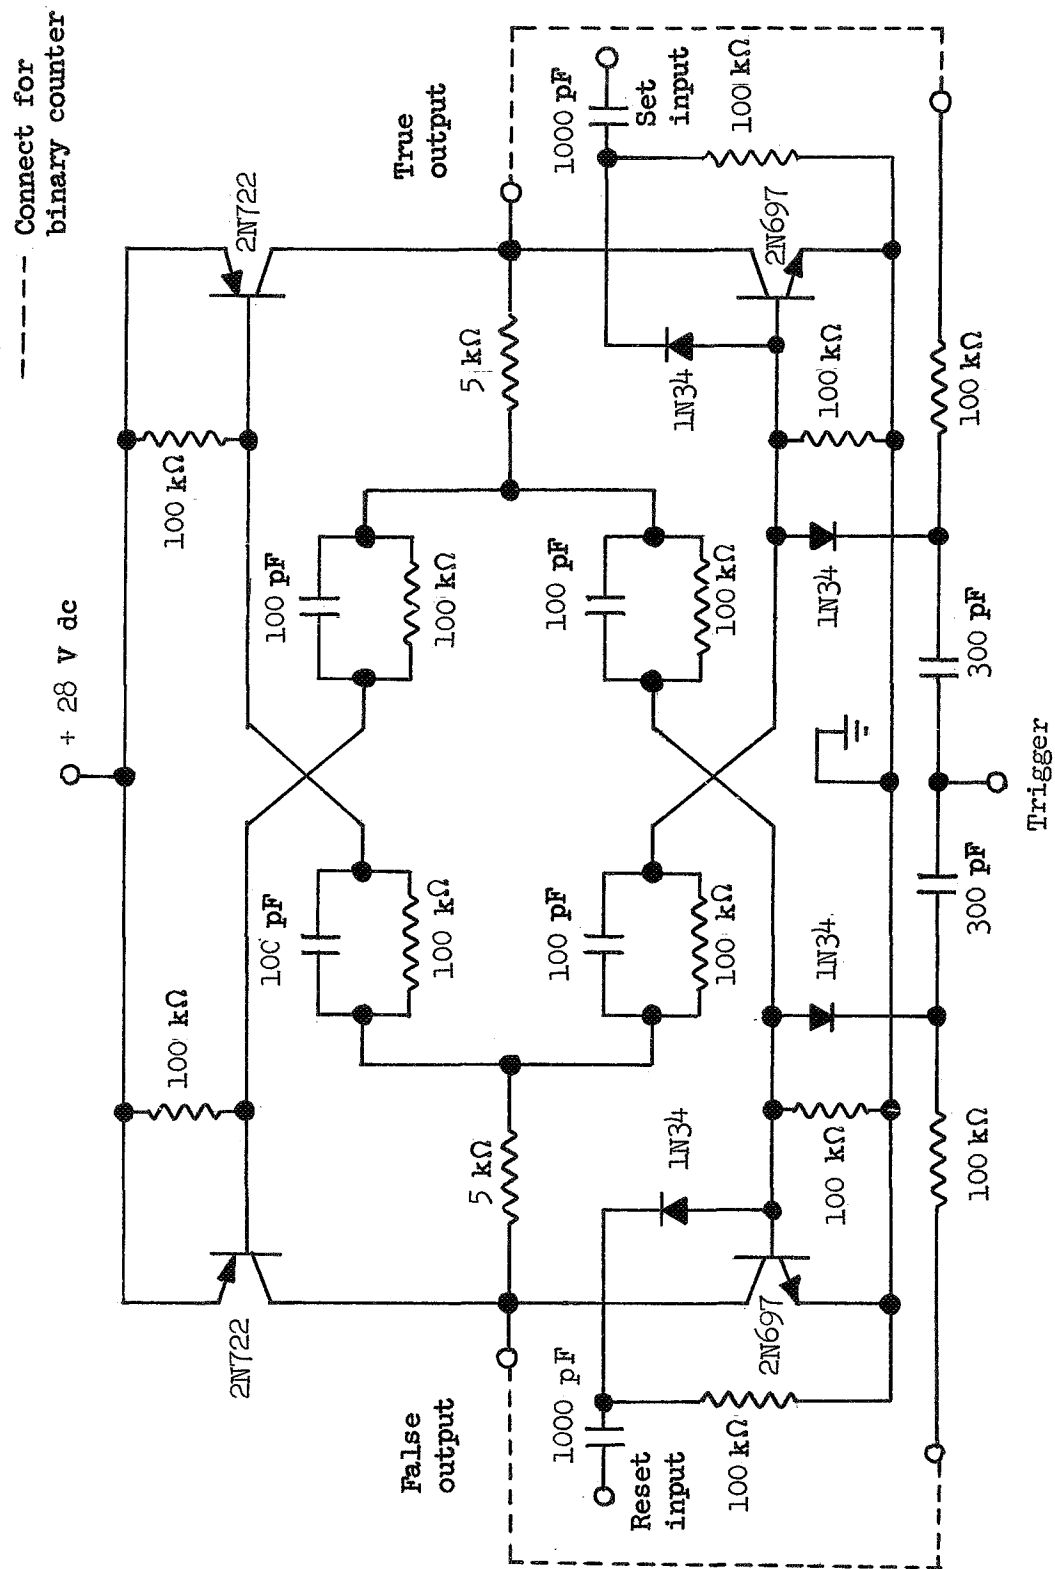 ---- Connect for
binary counter
+ 28 V dc
2N722
2N722
100 kΩ
100 kΩ
True
output
False
output
5 kΩ
5 kΩ
100 pF
100 kΩ
100 pF
100 kΩ
100 pF
100 kΩ
100 pF
100 kΩ
1000 pF
Set
input
100 kΩ
2N697
1N34
100 kΩ
1N34
1000 pF
Reset
input
100 kΩ
2N697
1N34
100 kΩ
1N34
100 kΩ
300 pF
300 pF
100 kΩ
Trigger